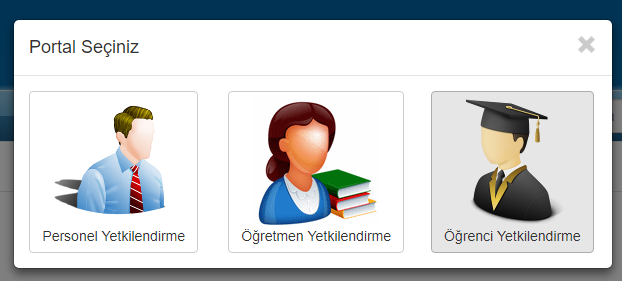 Portal Seçiniz
Personel Yetkilendirme
Öğretmen Yetkilendirme
Öğrenci Yetkilendirme